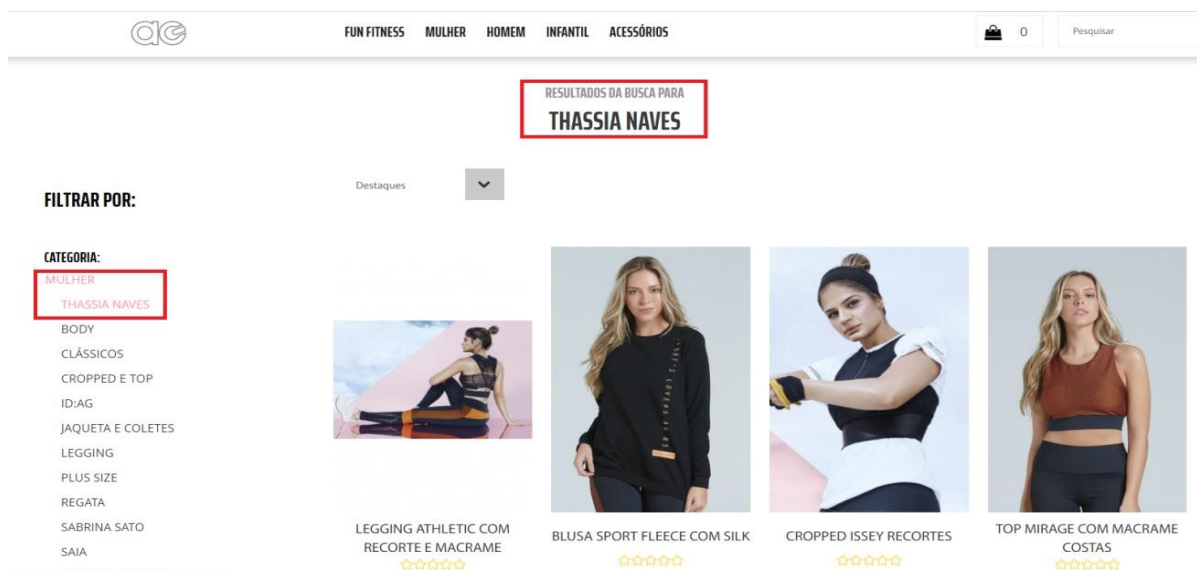 FUN FITNESS MULHER HOMEM INFANTIL ACESSÓRIOS
0
Pesquisar
RESULTADOS DA BUSCA PARA
THASSIA NAVES
FILTRAR POR:
Destaques
CATEGORIA:
MULHER
THASSIA NAVES
BODY
CLÁSSICOS
CROPPED E TOP
ID:AG
JAQUETA E COLETES
LEGGING
PLUS SIZE
REGATA
SABRINA SATO
SAIA
LEGGING ATHLETIC COM
RECORTE E MACRAME
BLUSA SPORT FLEECE COM SILK
CROPPED ISSEY RECORTES
TOP MIRAGE COM MACRAME
COSTAS